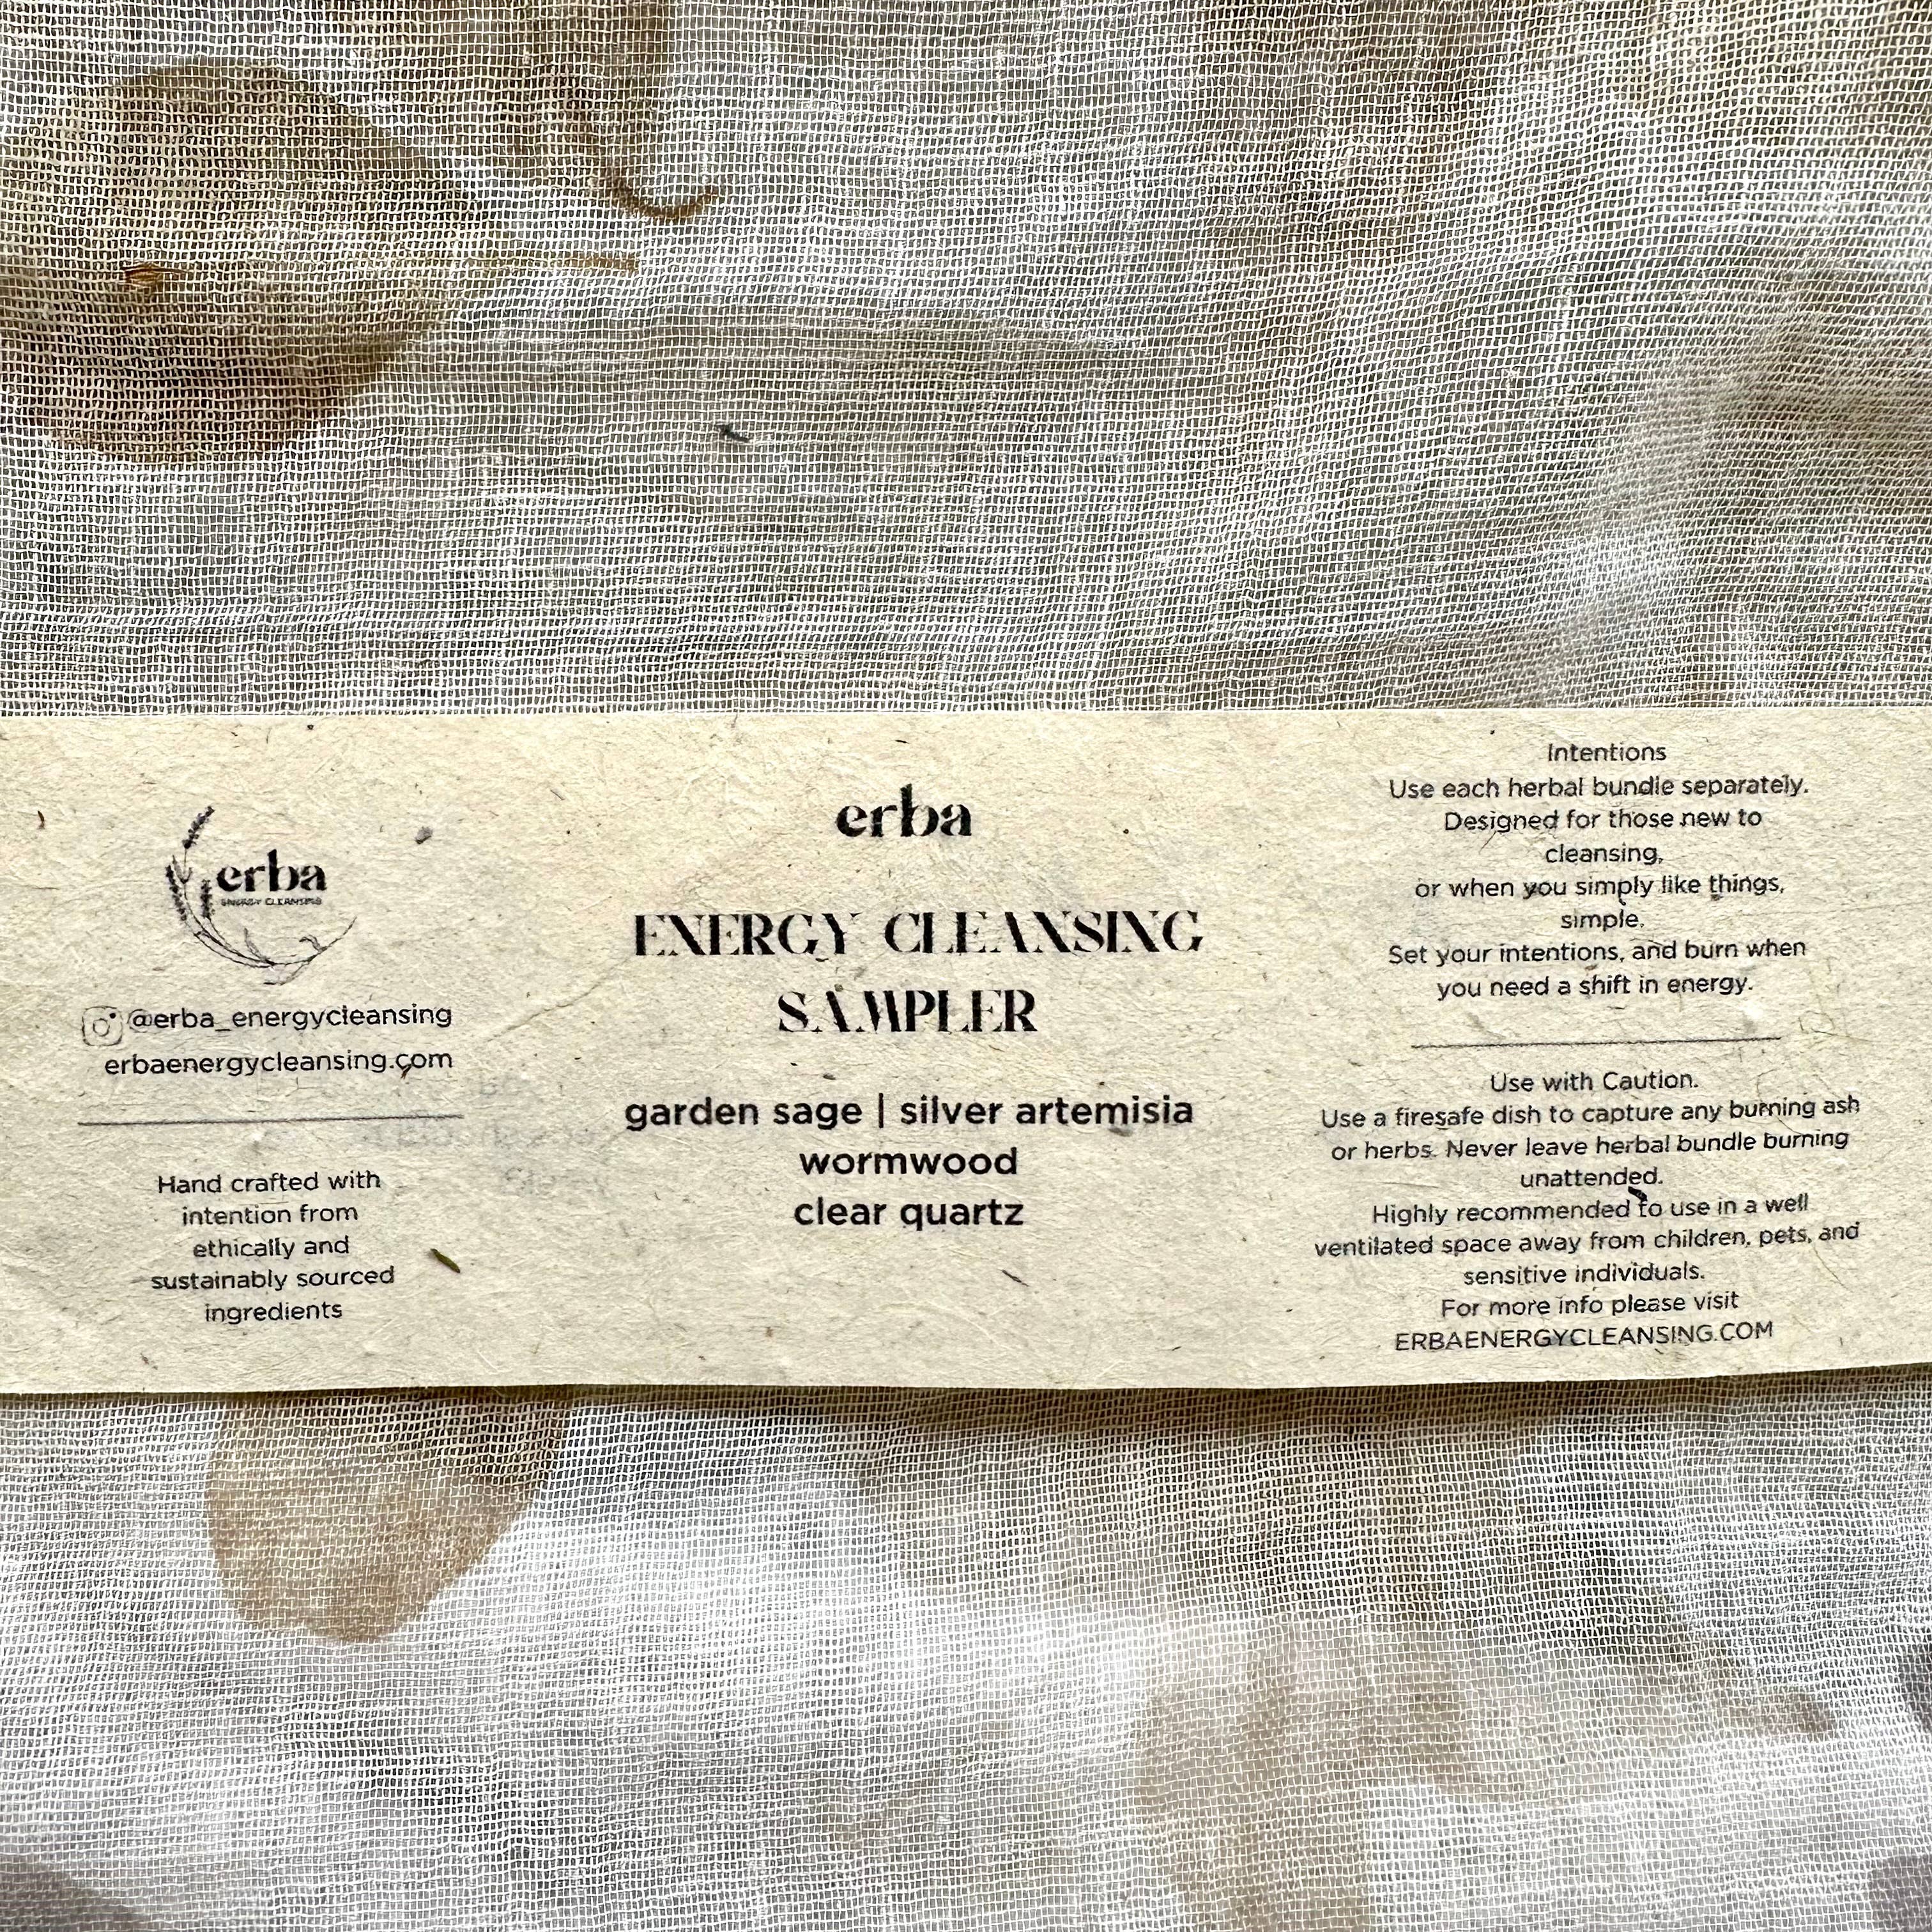 erba
ENERGY CLEANSING
@erba_energycleansing
erbaenergycleansing.com
Hand crafted with
intention from
ethically and
sustainably sourced
ingredients
erba
ENERGY CLEANSING
SAMPLER
garden sage | silver artemisia
wormwood
clear quartz
Intentions
Use each herbal bundle separately.
Designed for those new to
cleansing,
or when you simply like things,
simple.
Set your intentions, and burn when
you need a shift in energy.
Use with Caution.
Use a firesafe dish to capture any burning ash
or herbs. Never leave herbal bundle burning
unattended.
Highly recommended to use in a well
ventilated space away from children, pets, and
sensitive individuals.
For more info please visit
ERBAENERGYCLEANSING.COM